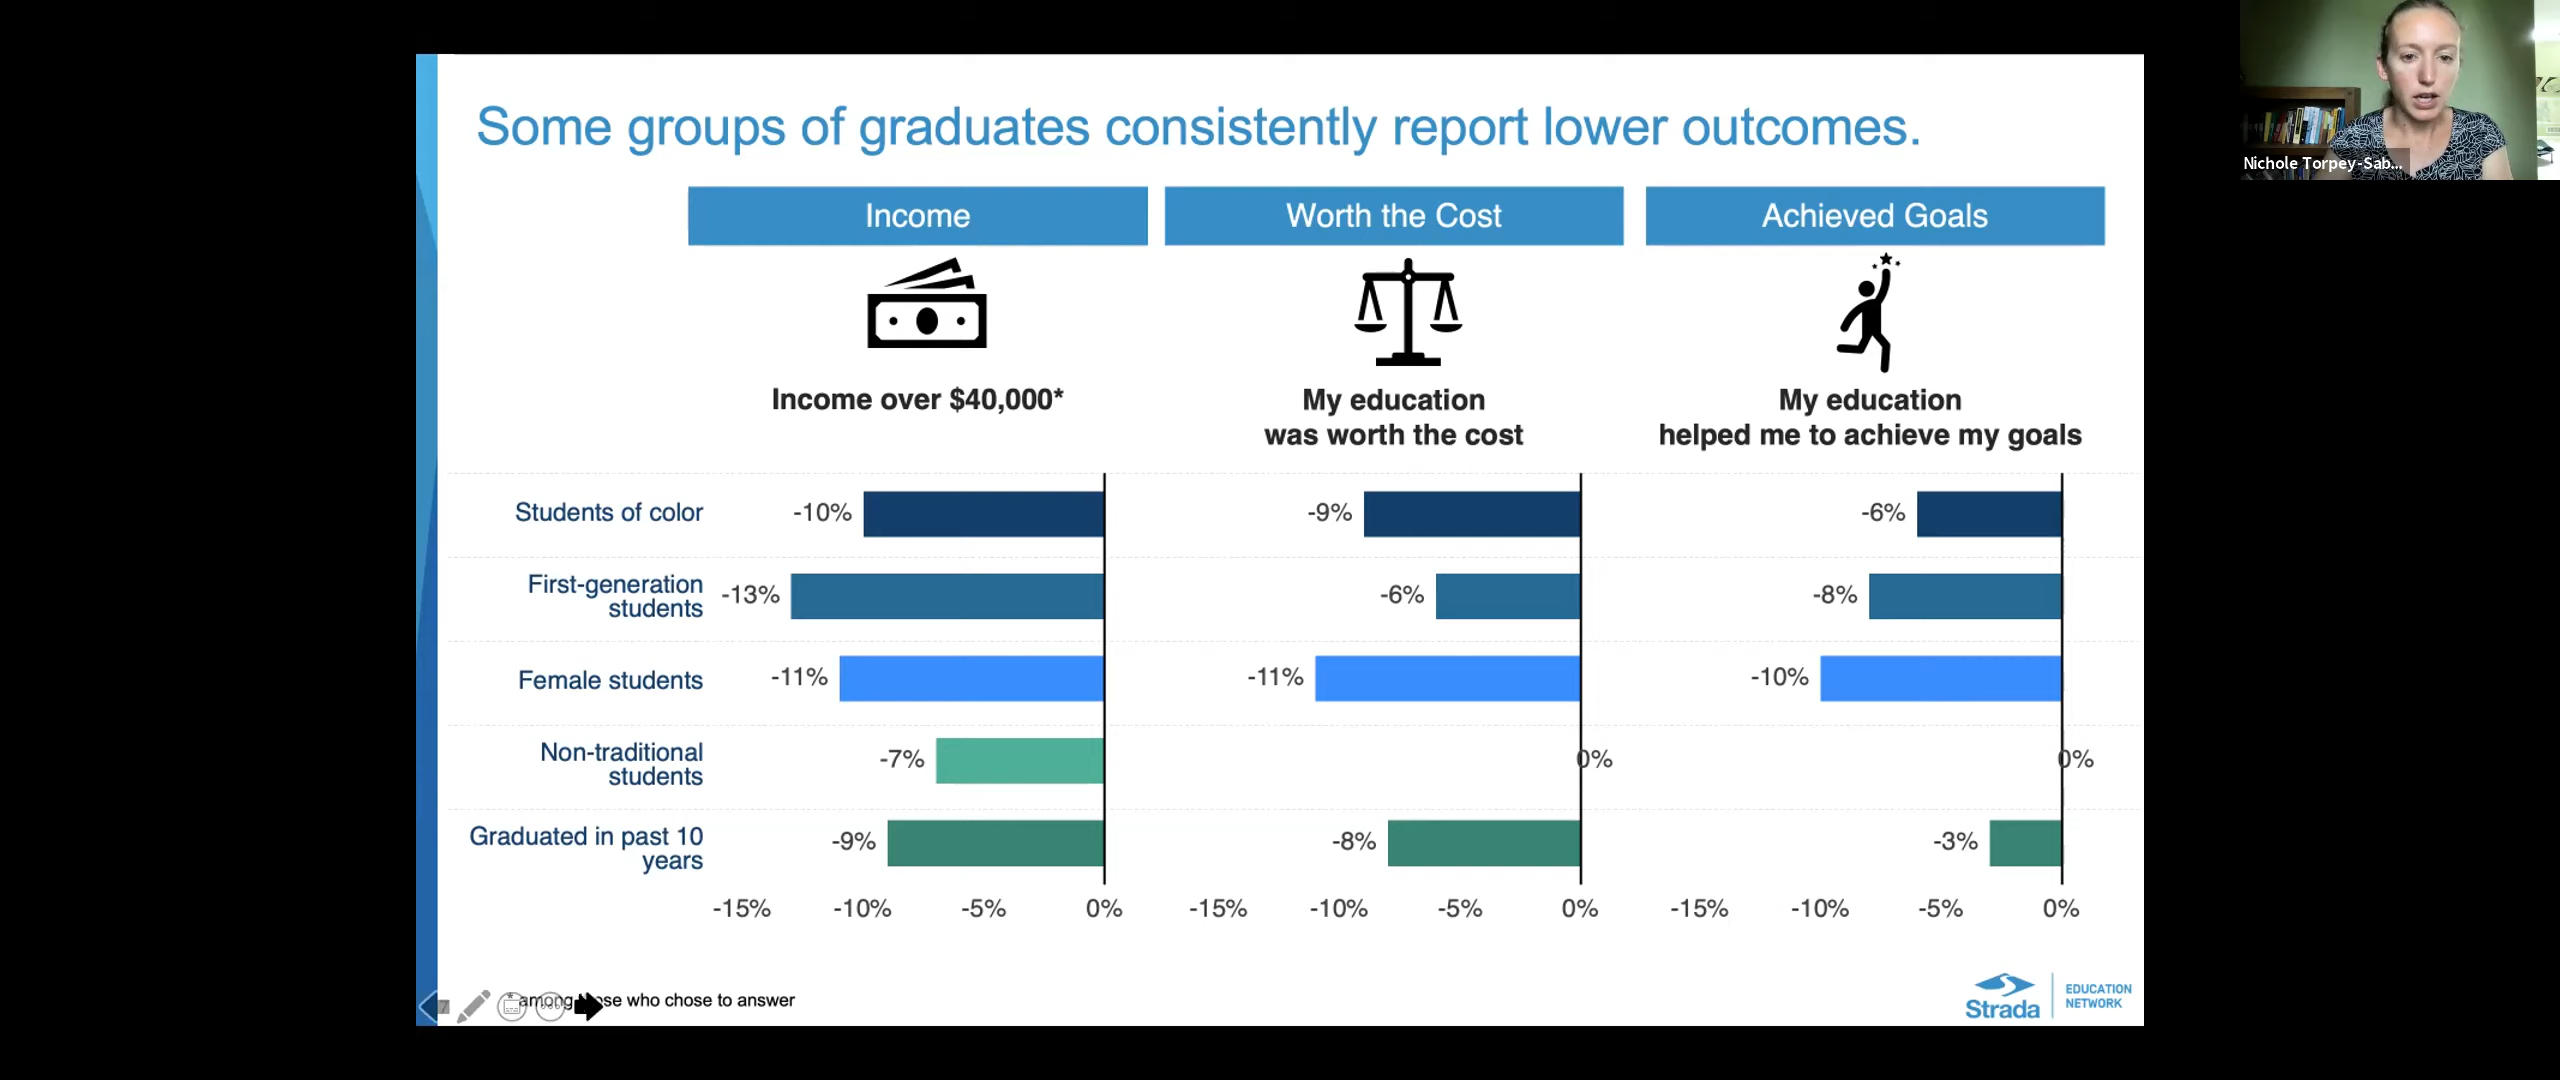 Some groups of graduates consistently report lower outcomes.
Nichole Torpey-Sab...
Income
Worth the Cost
Achieved Goals
Income over $40,000*
My education
was worth the cost
My education
helped me to achieve my goals
Students of color
-10%
-9%
-6%
First-generation
students
-13%
-6%
-8%
Female students
-11%
-11%
-10%
Non-traditional
students
-7%
0%
0%
Graduated in past 10
years
-9%
-8%
-3%
-15%
-10%
-5%
0%
-15%
-10%
-5%
0%
-15%
-10%
-5%
0%
* among those who chose to answer
Strada
EDUCATION
NETWORK